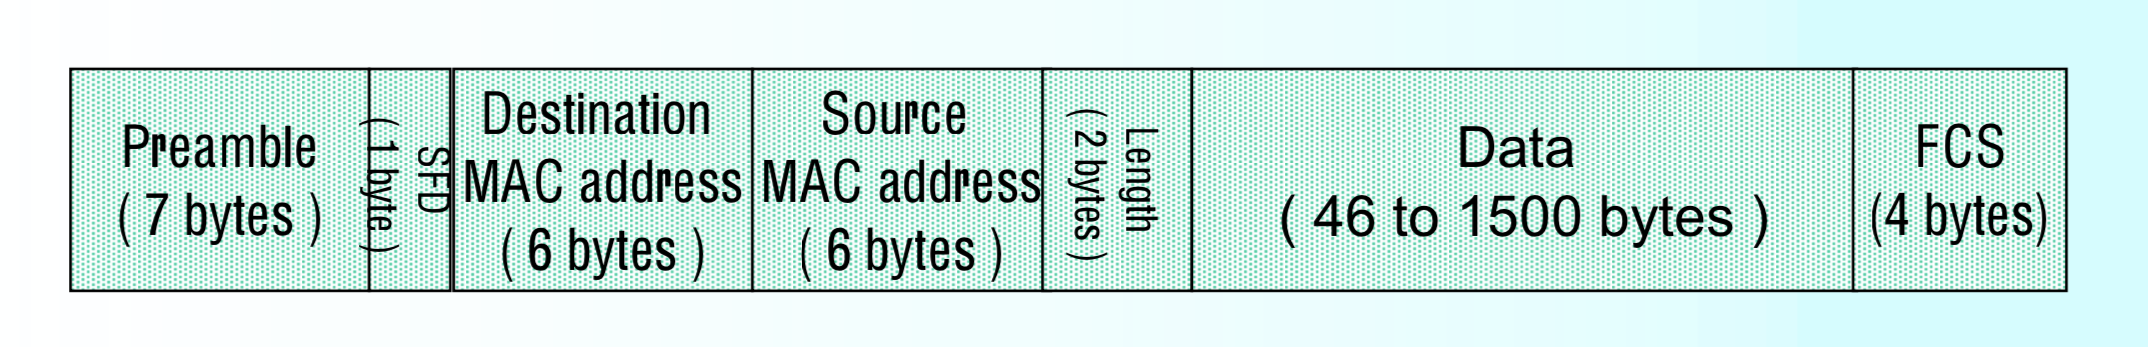 Preamble
( 7 bytes )
SFD
( 1 byte )
Destination
MAC address
( 6 bytes )
Source
MAC address
( 6 bytes )
Length
( 2 bytes )
Data
( 46 to 1500 bytes )
FCS
(4 bytes)